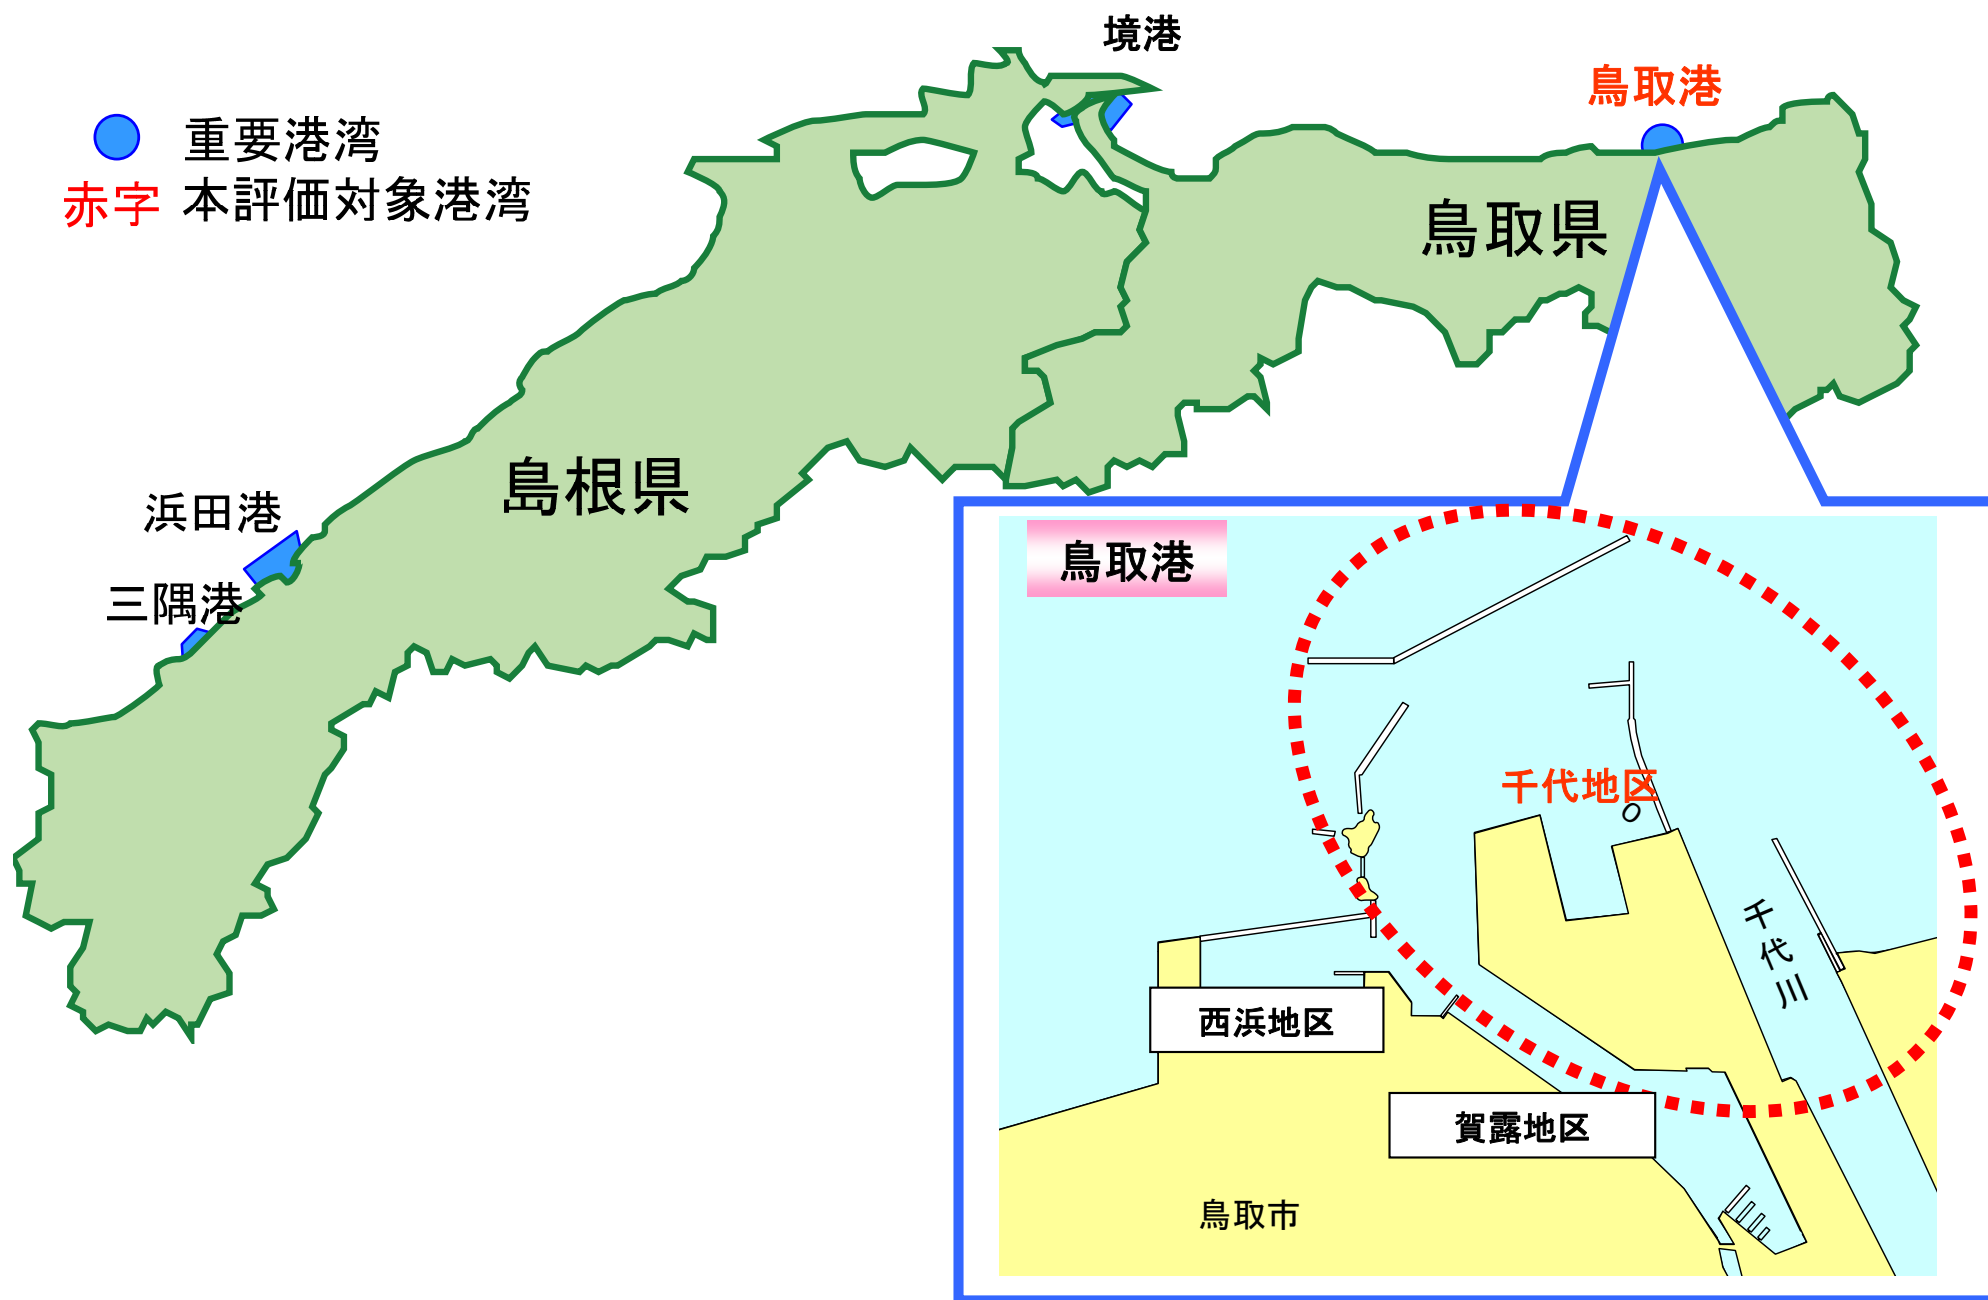 境港
鳥取港
重要港湾
赤字 本評価対象港湾
鳥取県
島根県
浜田港
三隅港
鳥取港
千代地区
千代川
西浜地区
賀露地区
鳥取市